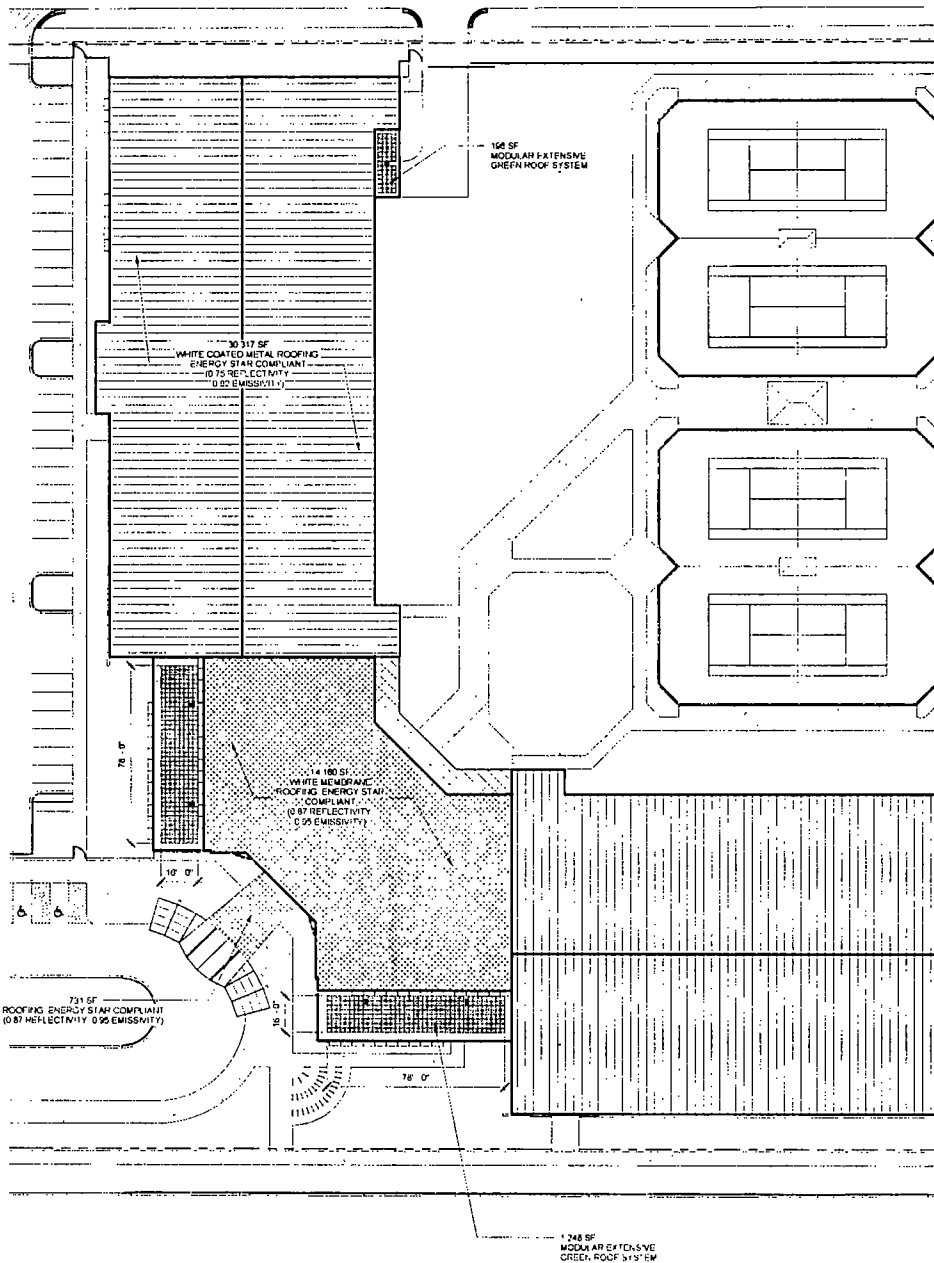 198 SF
MODULAR EXTENSIVE
GREEN ROOF SYSTEM
30 317 SF
WHITE COATED METAL ROOFING
ENERGY STAR COMPLIANT
(0.75 REFLECTIVITY
0.82 EMISSIVITY)
78'-0"
14 160 SF
WHITE MEMBRANE
ROOFING ENERGY STAR
COMPLIANT
(0.87 REFLECTIVITY
0.95 EMISSIVITY)
16' 0"
731 SF
ROOFING ENERGY STAR COMPLIANT
(0.87 REFLECTIVITY 0.95 EMISSIVITY)
16'-0"
78' 0"
1 248 SF
MODULAR EXTENSIVE
GREEN ROOF SYSTEM